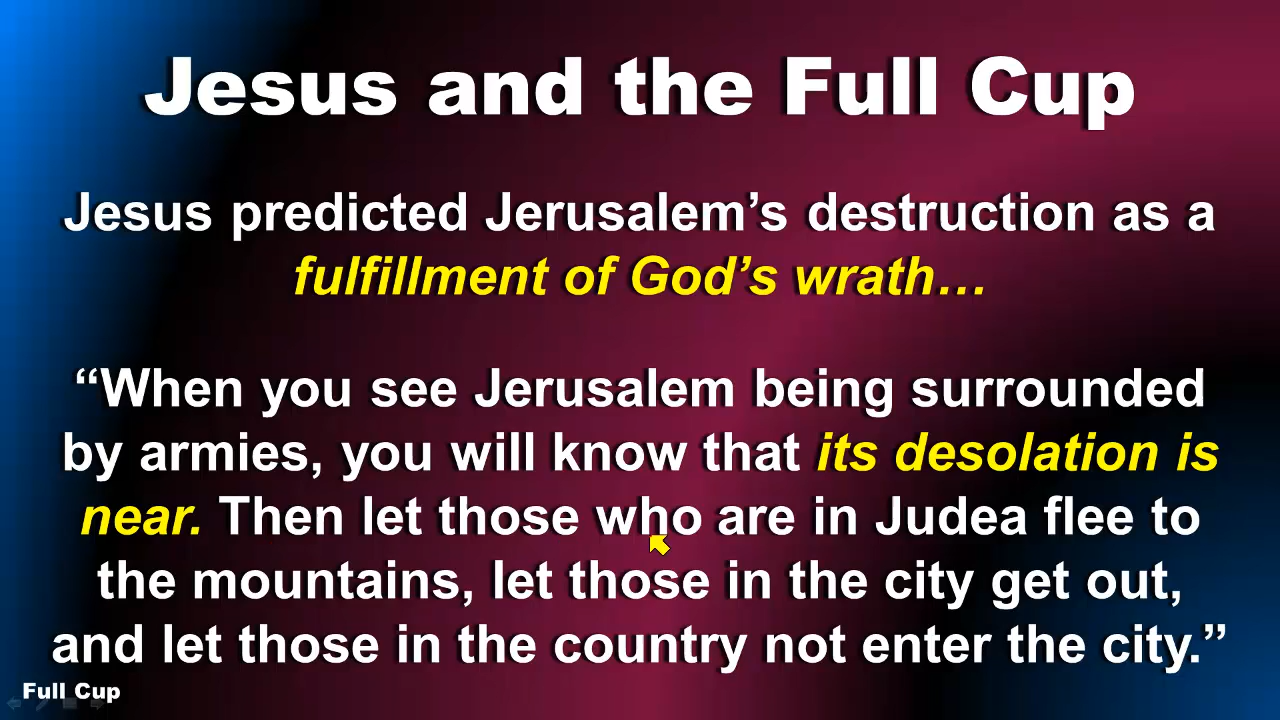 Jesus and the Full Cup
Jesus predicted Jerusalem’s destruction as a
fulfillment of God’s wrath…
“When you see Jerusalem being surrounded
by armies, you will know that its desolation is
near. Then let those who are in Judea flee to
the mountains, let those in the city get out,
and let those in the country not enter the city.”
Full Cup